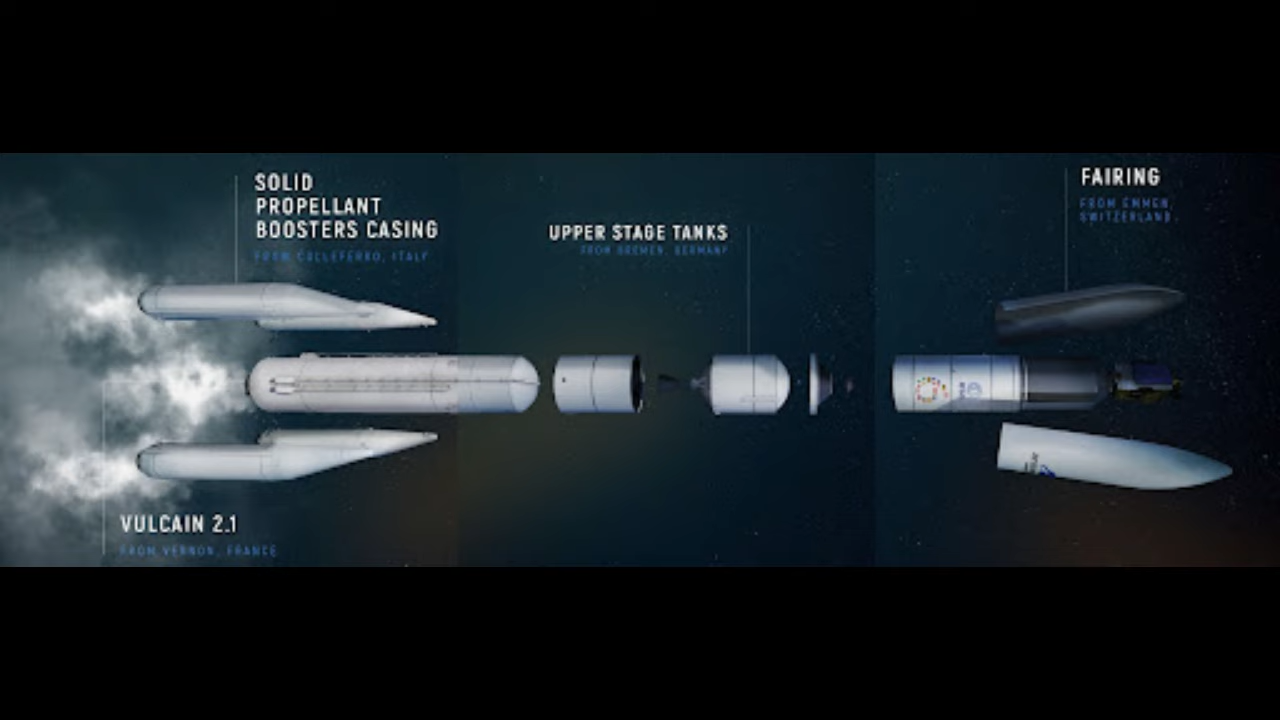 SOLID
PROPELLANT
BOOSTERS CASING
FROM COLLEFERRO, ITALY
UPPER STAGE TANKS
FROM BREMEN, GERMANY
FAIRING
FROM EMMEN,
SWITZERLAND
VULCAIN 2.1
FROM VERNON, FRANCE